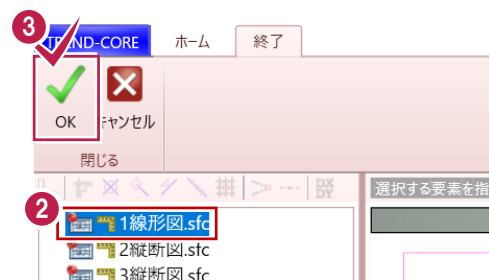 3
TREND-CORE ホーム 終了
OK キャンセル
閉じる
選択する要素を指
2
1線形図.sfc
2縦断図.sfc
3縦断図.sfc